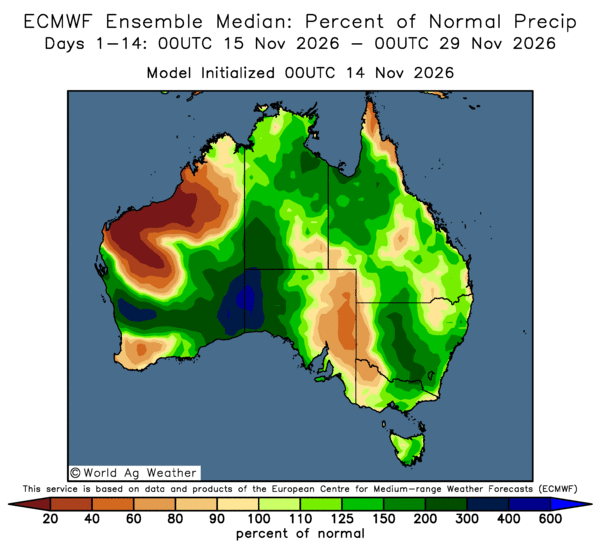 ECMWF Ensemble Median: Percent of Normal Precip
Days 1-14: 00UTC 15 Nov 2026 - 00UTC 29 Nov 2026
Model Initialized 00UTC 14 Nov 2026
© World Ag Weather
This service is based on data and products of the European Centre for Medium-range Weather Forecasts (ECMWF)
20 40 60 80 90 100 110 125 150 200 300 400 600
percent of normal